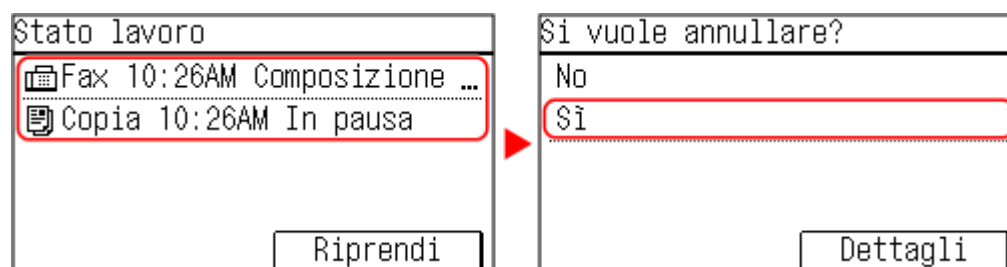 Stato lavoro
Fax 10:26AM Composizione …
Copia 10:26AM In pausa
Riprendi
Si vuole annullare?
No
Sì
Dettagli